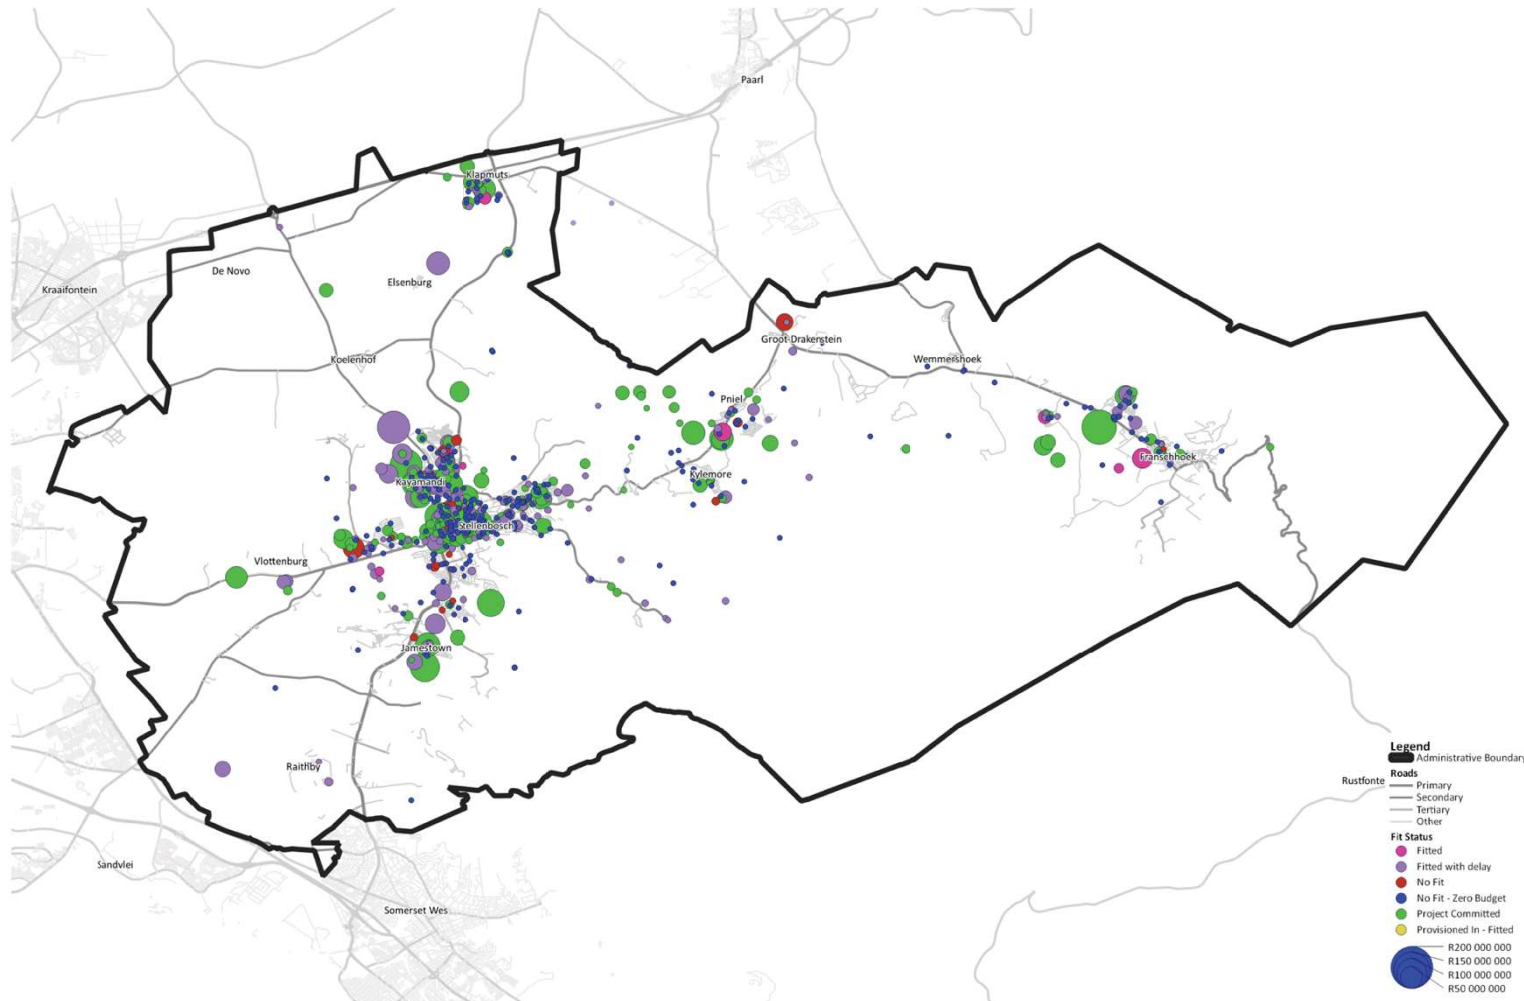 Paarl
Klapmuts
De Novo
Kraaifontein
Elsenburg
Groot-Drakenstein
Koelenhof
Wemmershoek
Pniel
Franschhoek
Kylemore
Kayamandi
Stellenbosch
Vlottenburg
Jamestown
Raithby
Rustfonte
Sandvlei
Somerset Wes
Legend
Administrative Boundary
Roads
Primary
Secondary
Tertiary
Other
Fit Status
Fitted
Fitted with delay
No Fit
No Fit - Zero Budget
Project Committed
Provisioned In - Fitted
R200 000 000
R150 000 000
R100 000 000
R50 000 000